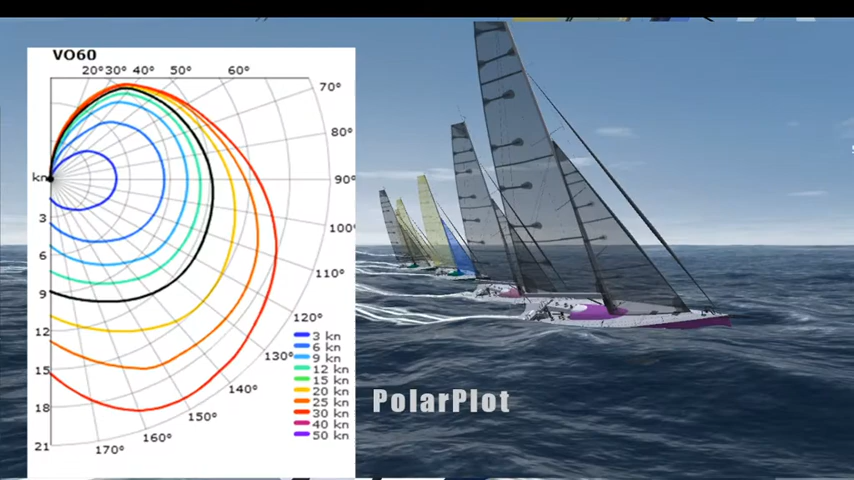 VO60
20° 30° 40° 50° 60°
70°
80°
kn 90°
3
100°
6
110°
9
120°
12
130°
15
140°
18
150°
160°
21
170°
3 kn
6 kn
9 kn
12 kn
15 kn
20 kn
25 kn
30 kn
40 kn
50 kn
PolarPlot